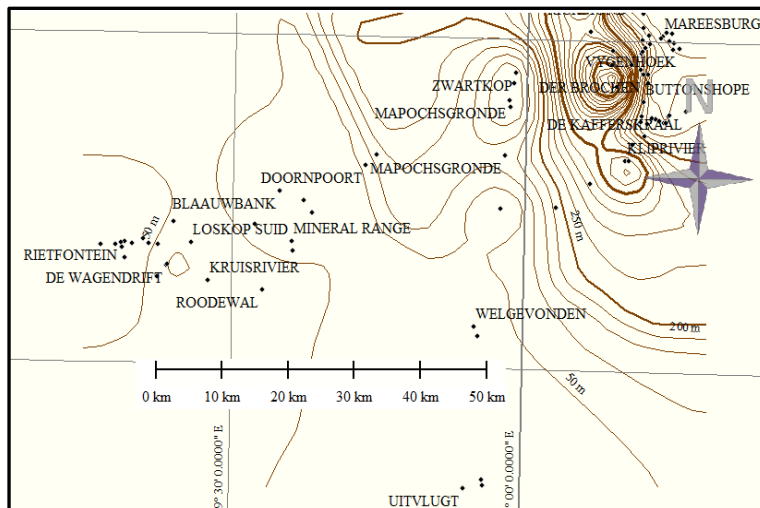 MAREESBURG
VYGENHOEK
ZWARTKOP
DER BROCHEN
BUTTONSHOPE
N
MAPOCHSGRONDE
DE KAFFERSKRAAL
KLIPRIVIER
MAPOCHSGRONDE
DOORNPOORT
BLAAUWBANK
50 m
250 m
LOSKOP SUID
MINERAL RANGE
RIETFONTEIN
DE WAGENDRIFT
KRUISRIVIER
ROODEWAL
WELGEVONDEN
200 m
50 m
0 km 10 km 20 km 30 km 40 km 50 km
9° 30' 0.0000" E
° 00' 0.0000" E
UITVLUGT